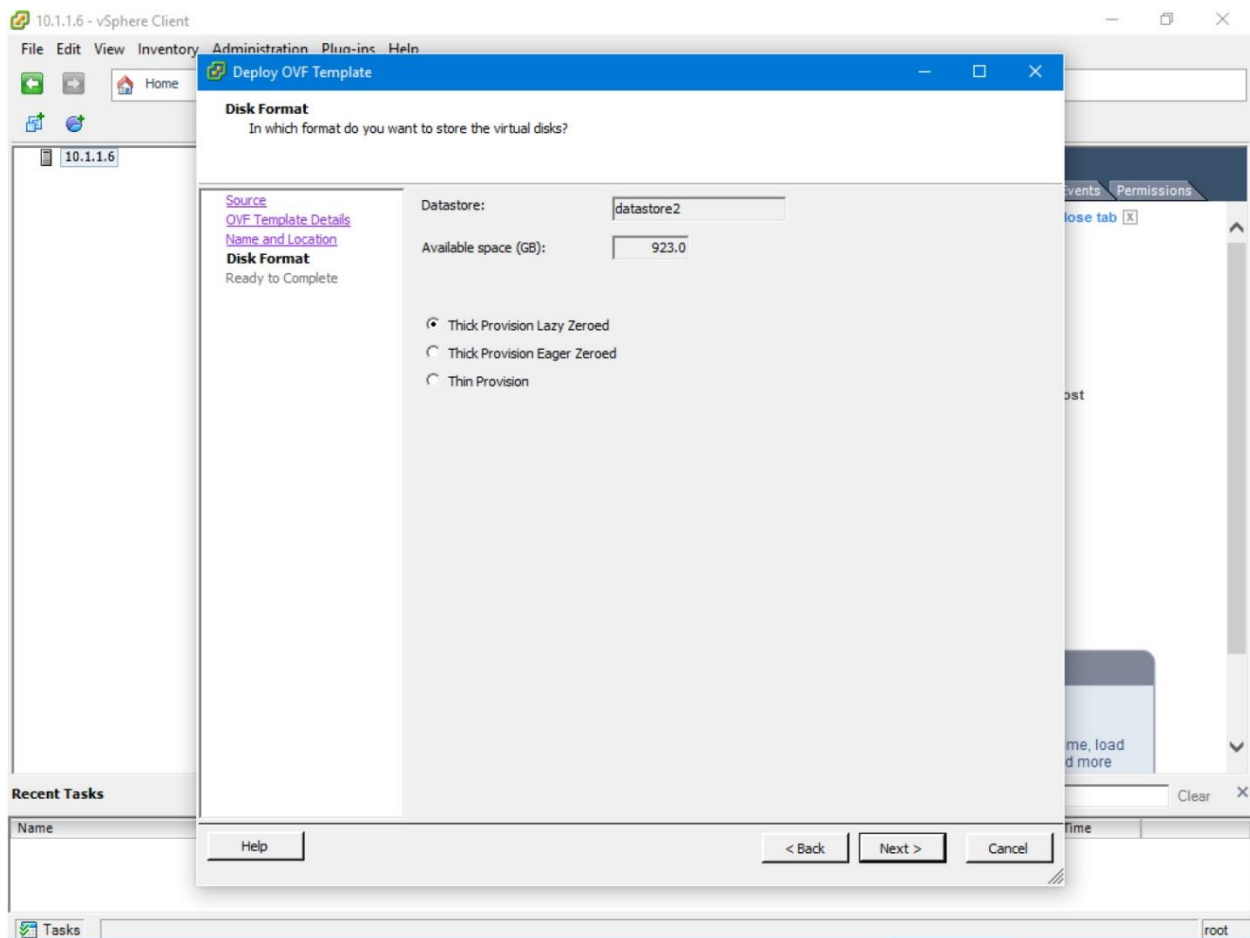 10.1.1.6 - vSphere Client
File Edit View Inventory Administration Plug-ins Help
Home
10.1.1.6
Deploy OVF Template
Disk Format
In which format do you want to store the virtual disks?
Source
OVF Template Details
Name and Location
Disk Format
Ready to Complete
Datastore: datastore2
Available space (GB): 923.0
Thick Provision Lazy Zeroed
Thick Provision Eager Zeroed
Thin Provision
Help < Back Next > Cancel
Events Permissions
lose tab X
ost
me, load
d more
Recent Tasks
Clear
Name Time
Tasks root